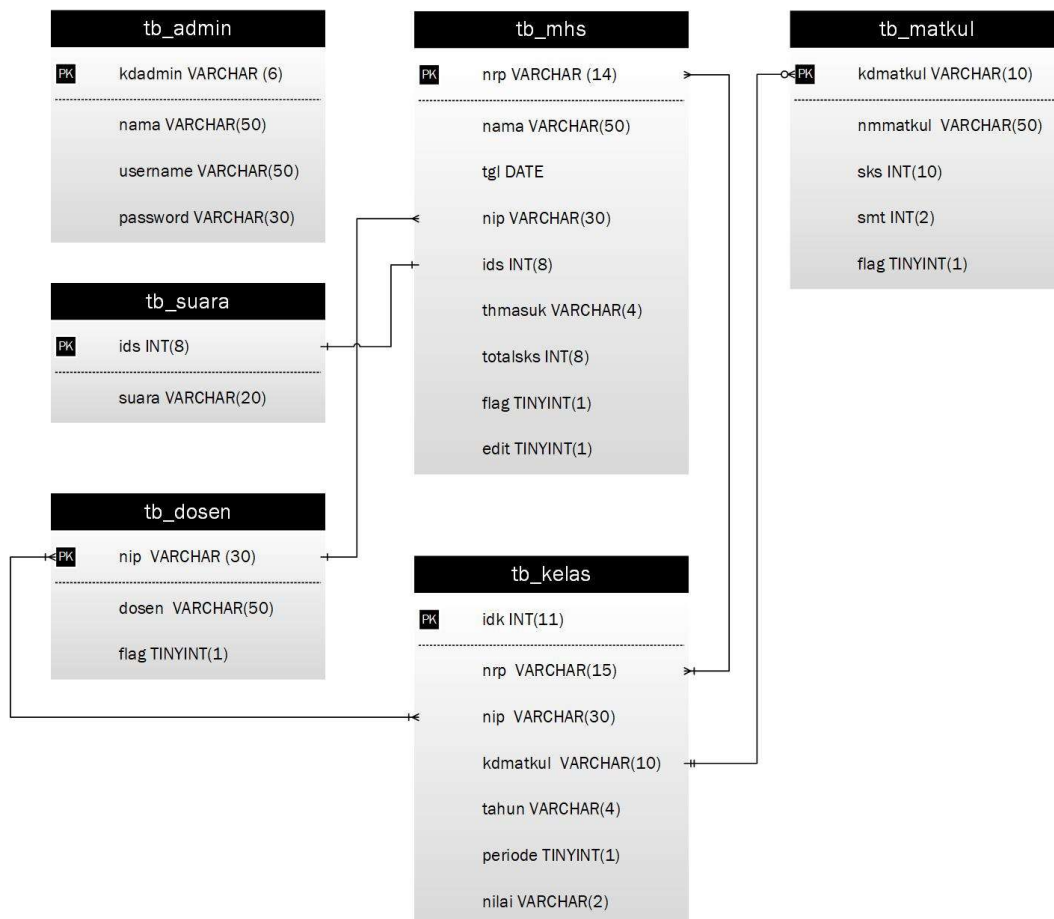 tb_admin
PK kdadmin VARCHAR (6)
nama VARCHAR(50)
username VARCHAR(50)
password VARCHAR(30)
tb_suara
PK ids INT(8)
suara VARCHAR(20)
tb_dosen
PK nip VARCHAR (30)
dosen VARCHAR(50)
flag TINYINT(1)
tb_mhs
PK nrp VARCHAR (14)
nama VARCHAR(50)
tgl DATE
nip VARCHAR(30)
ids INT(8)
thmasuk VARCHAR(4)
totalsks INT(8)
flag TINYINT(1)
edit TINYINT(1)
tb_kelas
PK idk INT(11)
nrp VARCHAR(15)
nip VARCHAR(30)
kdmatkul VARCHAR(10)
tahun VARCHAR(4)
periode TINYINT(1)
nilai VARCHAR(2)
tb_matkul
PK kdmatkul VARCHAR(10)
nmmatkul VARCHAR(50)
sks INT(10)
smt INT(2)
flag TINYINT(1)